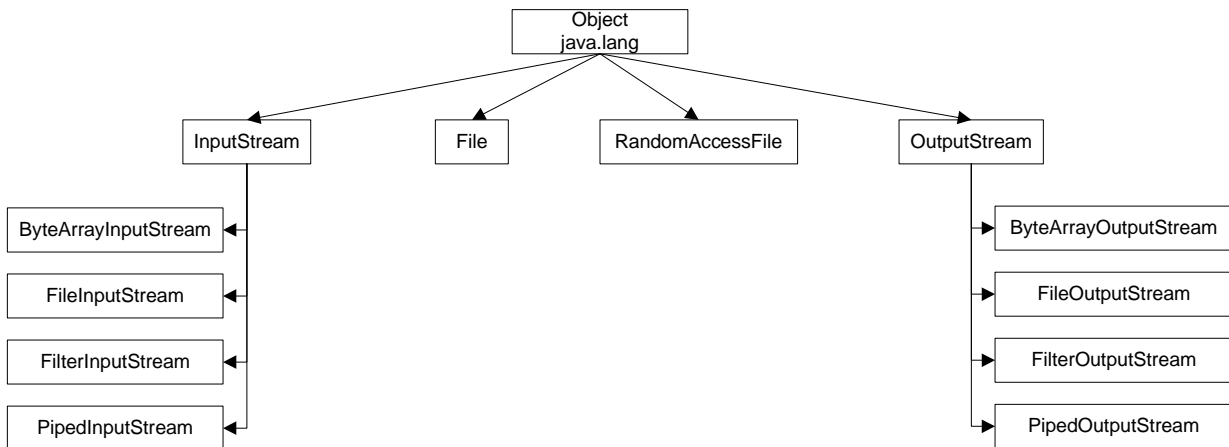 Object
java.lang
InputStream
File
RandomAccessFile
OutputStream
ByteArrayInputStream
ByteArrayOutputStream
FileInputStream
FileOutputStream
FilterInputStream
FilterOutputStream
PipedInputStream
PipedOutputStream